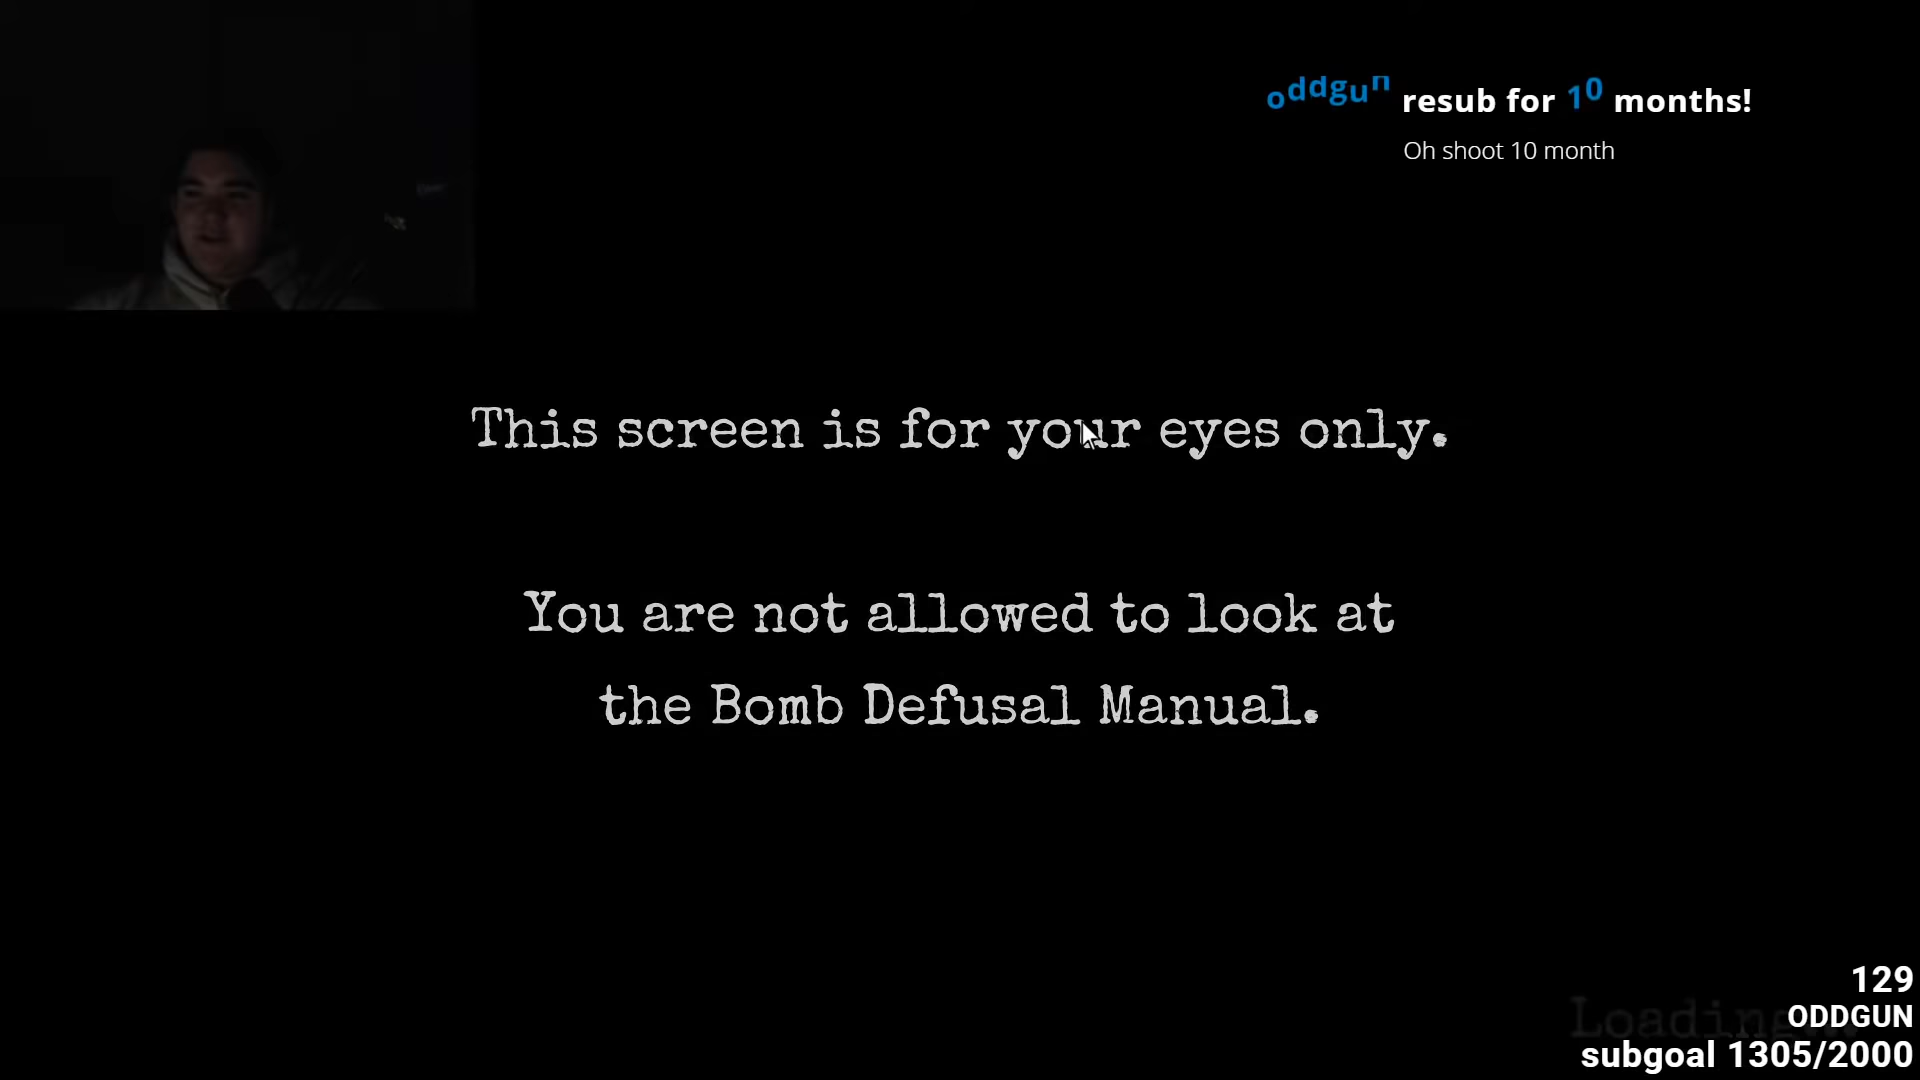 oddgun resub for 10 months!
Oh shoot 10 month
This screen is for your eyes only.
You are not allowed to look at
the Bomb Defusal Manual.
129
Loading...
ODDGUN
subgoal 1305/2000